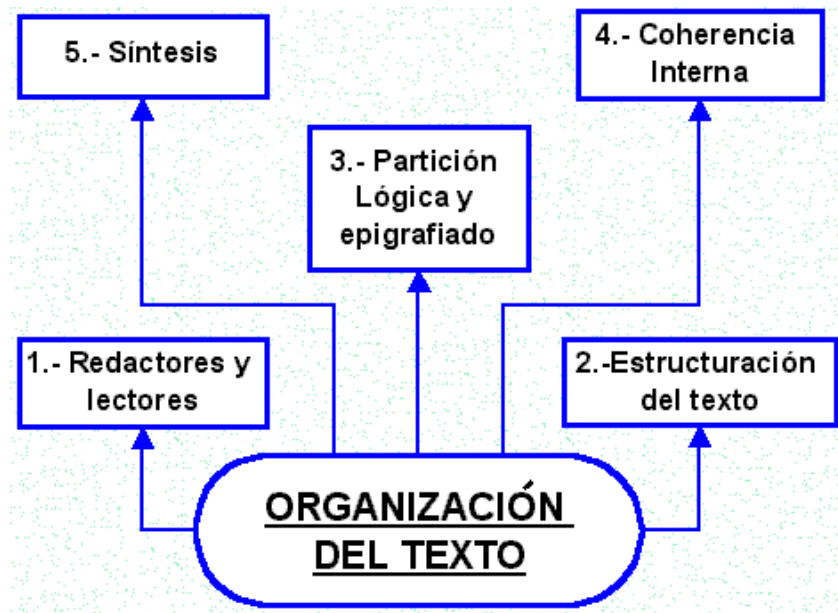 5.- Síntesis
4.- Coherencia
Interna
3.- Partición
Lógica y
epigrafiado
1.- Redactores y
lectores
2.-Estructuración
del texto
ORGANIZACIÓN
DEL TEXTO